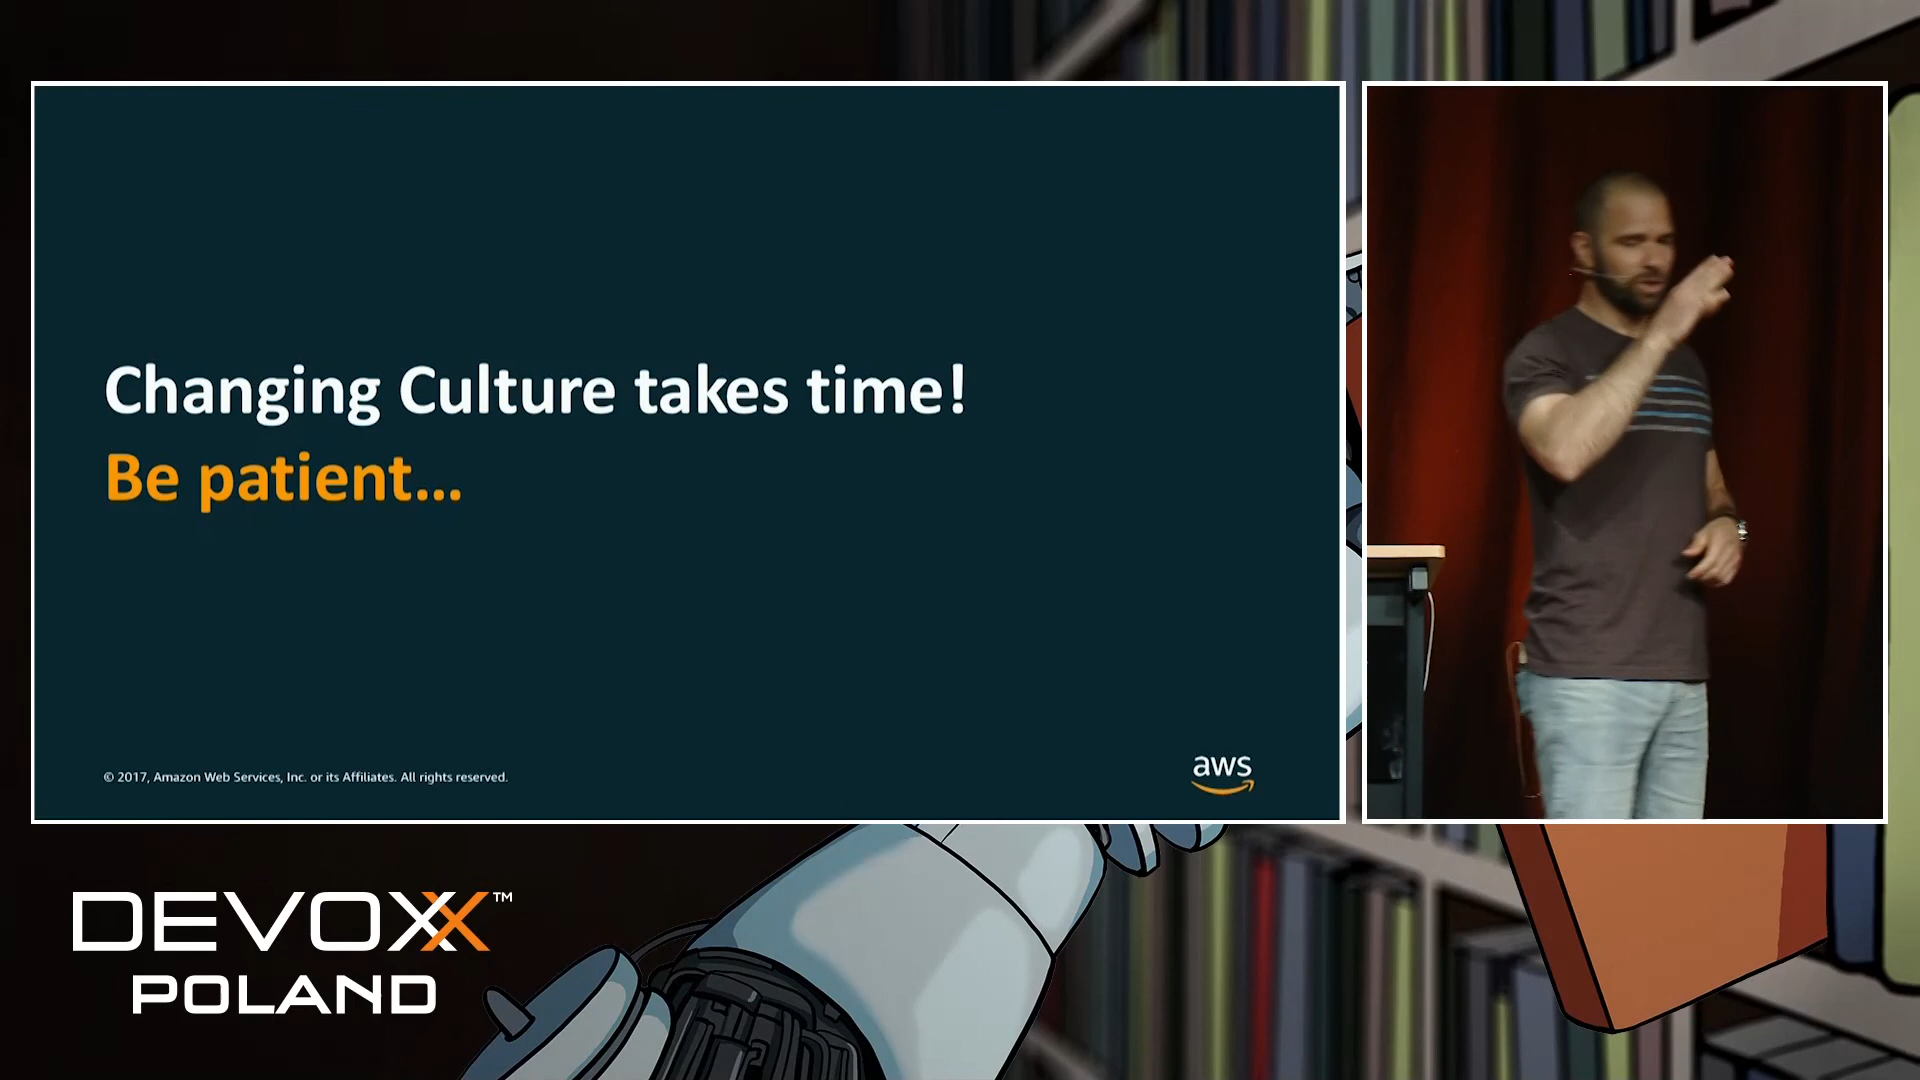 Changing Culture takes time!
Be patient...
© 2017, Amazon Web Services, Inc. or its Affiliates. All rights reserved.
aws
DEVOXX™
POLAND